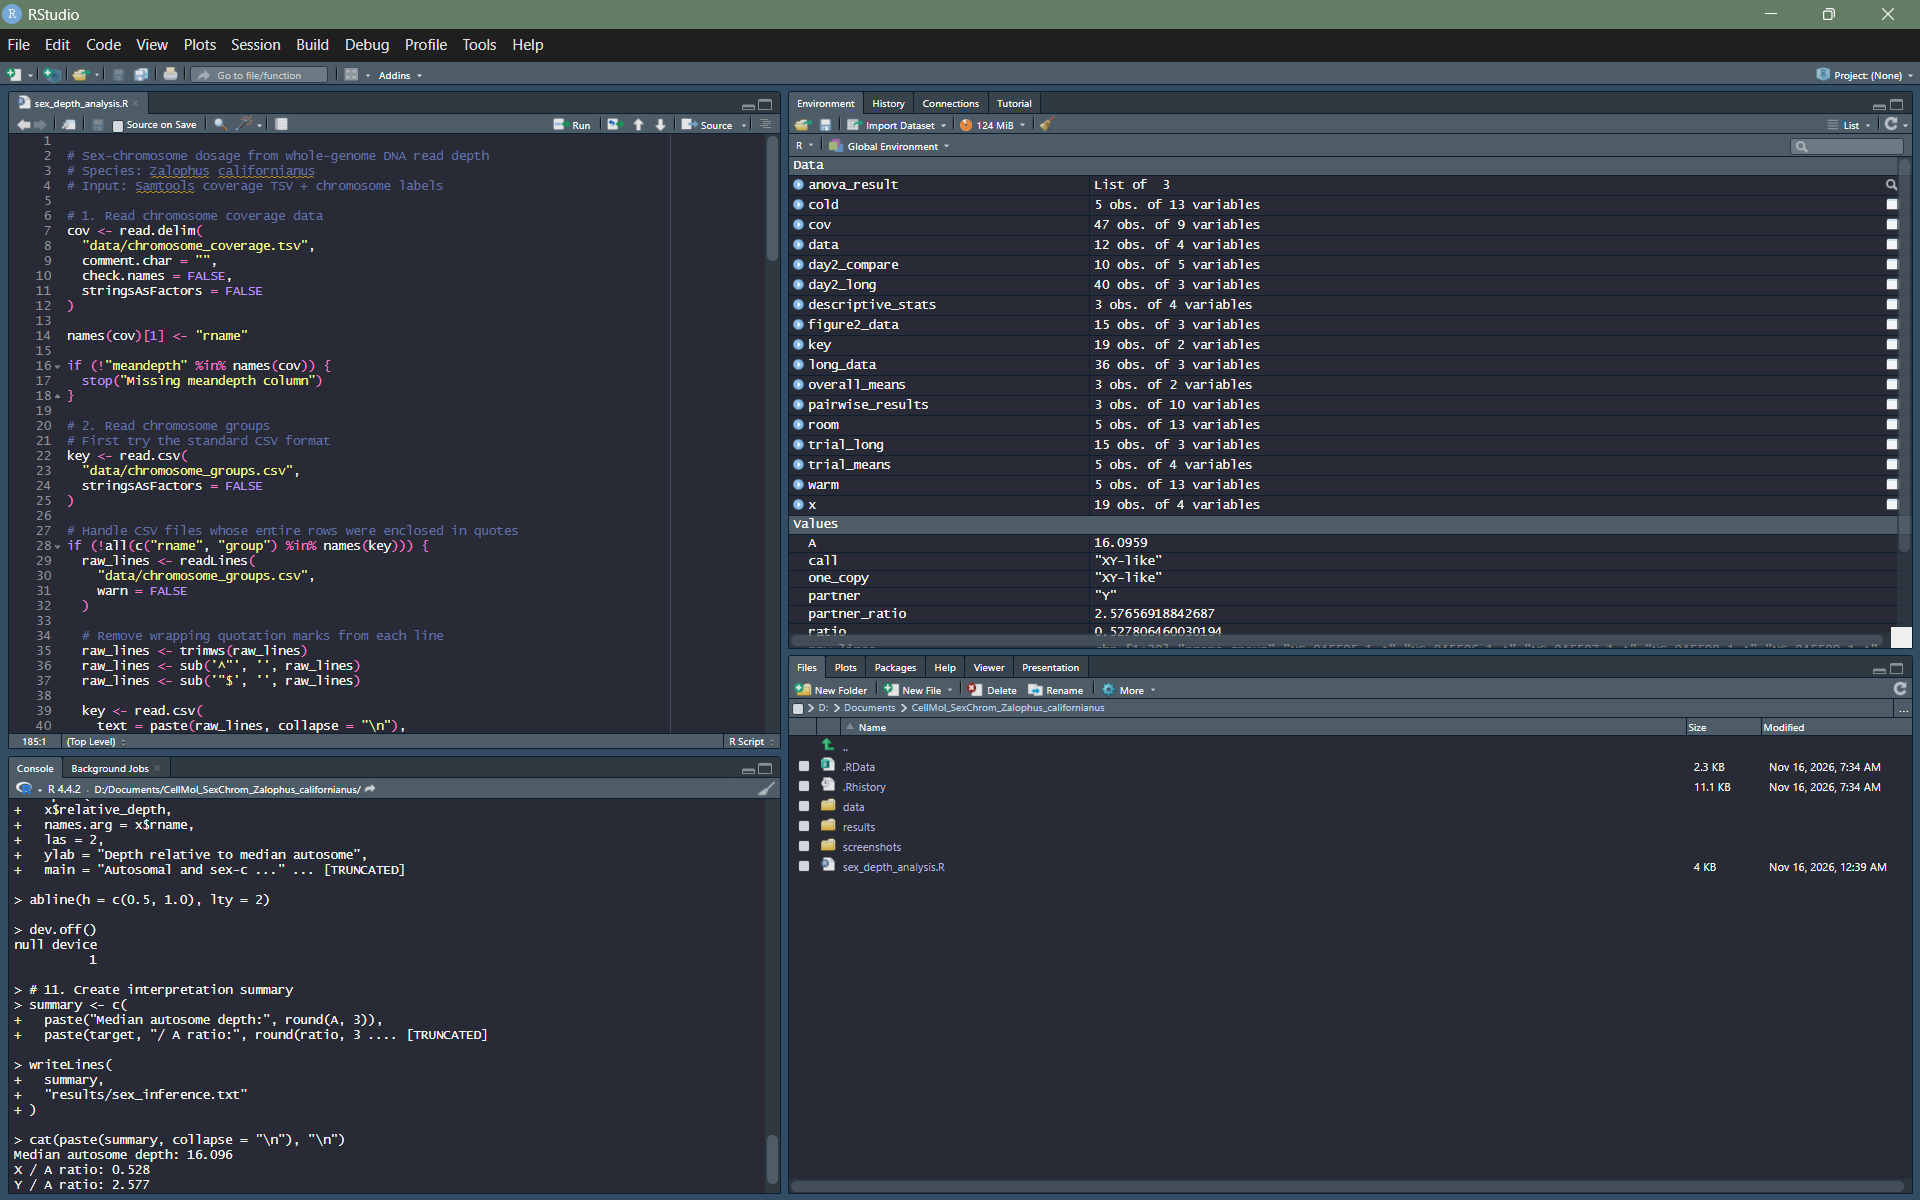 RStudio
File Edit Code View Plots Session Build Debug Profile Tools Help
Go to file/function Addins Project: (None)
sex_depth_analysis.R
Source on Save Run Source
1
2 # Sex-chromosome dosage from whole-genome DNA read depth
3 # Species: Zalophus californianus
4 # Input: Samtools coverage TSV + chromosome labels
5
6 # 1. Read chromosome coverage data
7 cov <- read.delim(
8 "data/chromosome_coverage.tsv",
9 comment.char = "",
10 check.names = FALSE,
11 stringsAsFactors = FALSE
12 )
13
14 names(cov)[1] <- "rname"
15
16 if (!"meandepth" %in% names(cov)) {
17 stop("Missing meandepth column")
18 }
19
20 # 2. Read chromosome groups
21 # First try the standard CSV format
22 key <- read.csv(
23 "data/chromosome_groups.csv",
24 stringsAsFactors = FALSE
25 )
26
27 # Handle CSV files whose entire rows were enclosed in quotes
28 if (!all(c("rname", "group") %in% names(key))) {
29 raw_lines <- readLines(
30 "data/chromosome_groups.csv",
31 warn = FALSE
32 )
33
34 # Remove wrapping quotation marks from each line
35 raw_lines <- trimws(raw_lines)
36 raw_lines <- sub('^"', '', raw_lines)
37 raw_lines <- sub('"$', '', raw_lines)
38
39 key <- read.csv(
40 text = paste(raw_lines, collapse = "\n"),
185:1 (Top Level) R Script
Console Background Jobs
R 4.4.2 · D:/Documents/CellMol_SexChrom_Zalophus_californianus/
+ x$relative_depth,
+ names.arg = x$rname,
+ las = 2,
+ ylab = "Depth relative to median autosome",
+ main = "Autosomal and sex-c ..." ... [TRUNCATED]
> abline(h = c(0.5, 1.0), lty = 2)
> dev.off()
null device
1
> # 11. Create interpretation summary
> summary <- c(
+ paste("Median autosome depth:", round(A, 3)),
+ paste(target, "/ A ratio:", round(ratio, 3 .... [TRUNCATED]
> writeLines(
+ summary,
+ "results/sex_inference.txt"
+ )
> cat(paste(summary, collapse = "\n"), "\n")
Median autosome depth: 16.096
X / A ratio: 0.528
Y / A ratio: 2.577
Environment History Connections Tutorial
Import Dataset 124 MiB List
R Global Environment
Data
anova_result List of 3
cold 5 obs. of 13 variables
cov 47 obs. of 9 variables
data 12 obs. of 4 variables
day2_compare 10 obs. of 5 variables
day2_long 40 obs. of 3 variables
descriptive_stats 3 obs. of 4 variables
figure2_data 15 obs. of 3 variables
key 19 obs. of 2 variables
long_data 36 obs. of 3 variables
overall_means 3 obs. of 2 variables
pairwise_results 3 obs. of 10 variables
room 5 obs. of 13 variables
trial_long 15 obs. of 3 variables
trial_means 5 obs. of 4 variables
warm 5 obs. of 13 variables
x 19 obs. of 4 variables
Values
A 16.0959
call "XY-like"
one_copy "XY-like"
partner "Y"
partner_ratio 2.57656918842687
ratio 0.527806460030194
Files Plots Packages Help Viewer Presentation
New Folder New File Delete Rename More
D: > Documents > CellMol_SexChrom_Zalophus_californianus ...
Name Size Modified
..
.RData 2.3 KB Nov 16, 2026, 7:34 AM
.Rhistory 11.1 KB Nov 16, 2026, 7:34 AM
data
results
screenshots
sex_depth_analysis.R 4 KB Nov 16, 2026, 12:39 AM